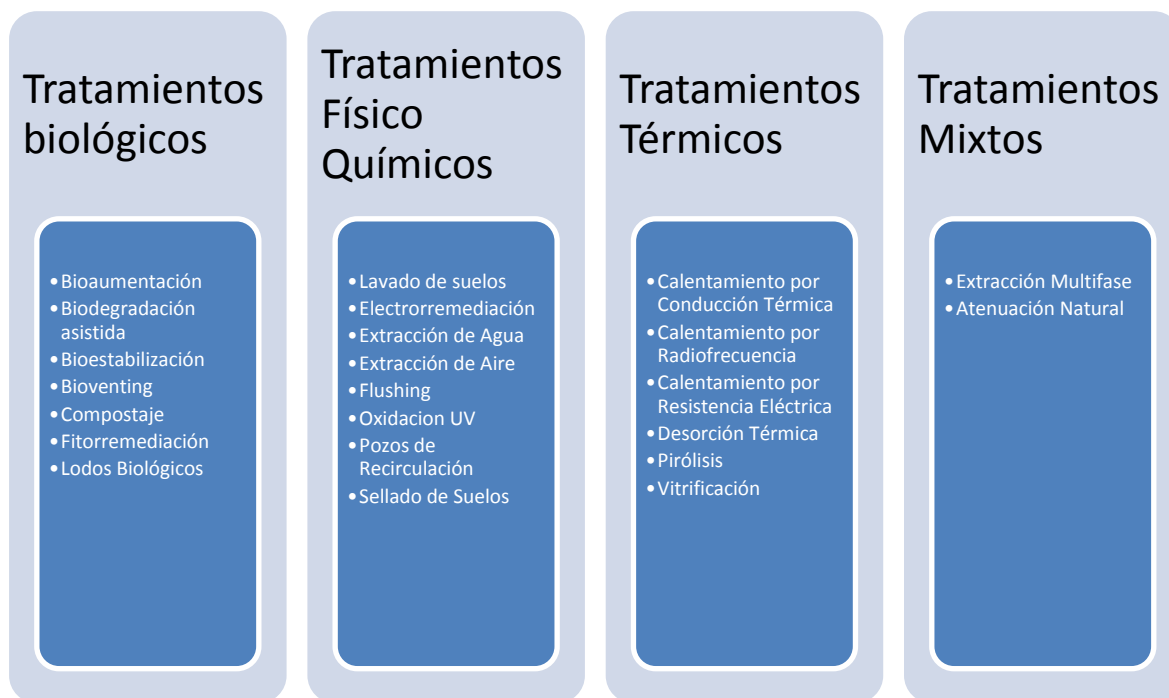 Tratamientos
biológicos
•Bioaumentación
•Biodegradación
asistida
•Bioestabilización
•Bioventing
•Compostaje
•Fitorremediación
•Lodos Biológicos
Tratamientos
Físico
Químicos
•Lavado de suelos
•Electrorremediación
•Extracción de Agua
•Extracción de Aire
•Flushing
•Oxidacion UV
•Pozos de
Recirculación
•Sellado de Suelos
Tratamientos
Térmicos
•Calentamiento por
Conducción Térmica
•Calentamiento por
Radiofrecuencia
•Calentamiento por
Resistencia Eléctrica
•Desorción Térmica
•Pirólisis
•Vitrificación
Tratamientos
Mixtos
•Extracción Multifase
•Atenuación Natural